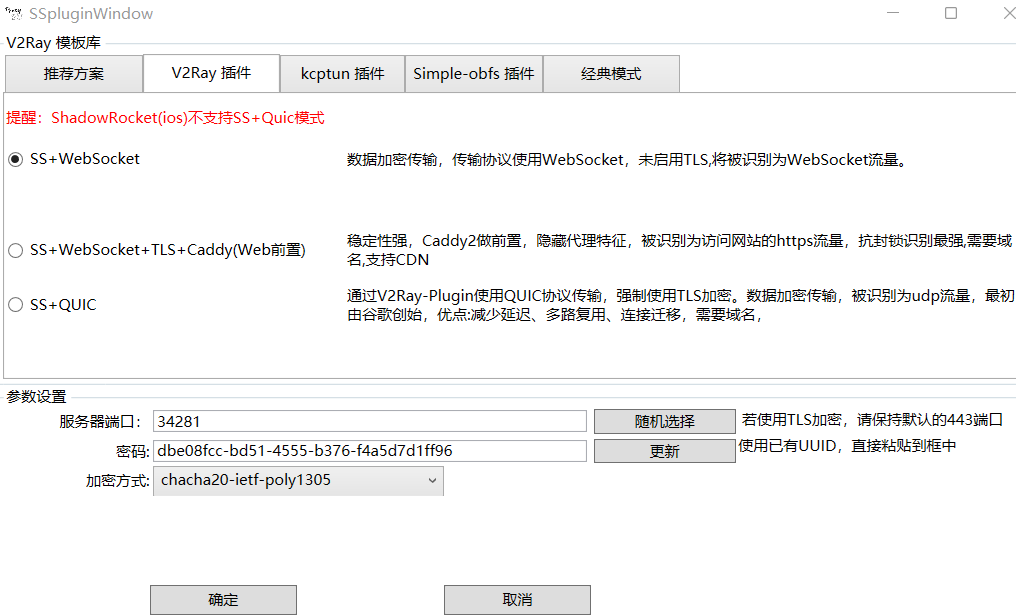 SSpluginWindow
V2Ray 模板库
推荐方案
V2Ray 插件
kcptun 插件
Simple-obfs 插件
经典模式
提醒：ShadowRocket(ios)不支持SS+Quic模式
SS+WebSocket
数据加密传输，传输协议使用WebSocket，未启用TLS,将被识别为WebSocket流量。
SS+WebSocket+TLS+Caddy(Web前置)
稳定性强，Caddy2做前置，隐藏代理特征，被识别为访问网站的https流量，抗封锁识别最强,需要域
名,支持CDN
SS+QUIC
通过V2Ray-Plugin使用QUIC协议传输，强制使用TLS加密。数据加密传输，被识别为udp流量，最初
由谷歌创始，优点:减少延迟、多路复用、连接迁移，需要域名，
参数设置
服务器端口：
34281
随机选择
若使用TLS加密，请保持默认的443端口
密码:
dbe08fcc-bd51-4555-b376-f4a5d7d1ff96
更新
使用已有UUID，直接粘贴到框中
加密方式:
chacha20-ietf-poly1305
确定
取消